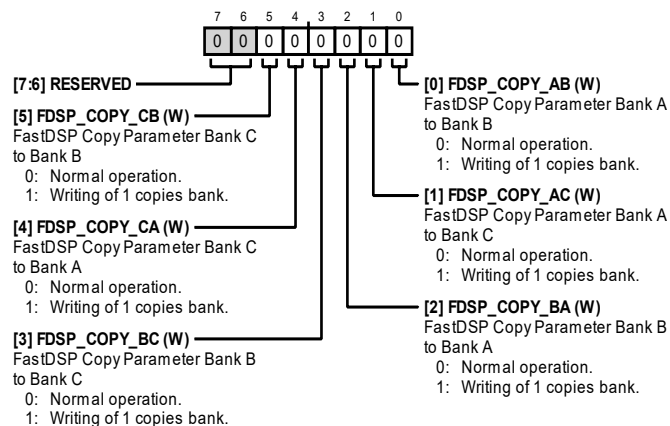 7 6 5 4 3 2 1 0
0 0 0 0 0 0 0 0
[7:6] RESERVED
[5] FDSP_COPY_CB (W)
FastDSP Copy Parameter Bank C
to Bank B
0: Normal operation.
1: Writing of 1 copies bank.
[4] FDSP_COPY_CA (W)
FastDSP Copy Parameter Bank C
to Bank A
0: Normal operation.
1: Writing of 1 copies bank.
[3] FDSP_COPY_BC (W)
FastDSP Copy Parameter Bank B
to Bank C
0: Normal operation.
1: Writing of 1 copies bank.
[0] FDSP_COPY_AB (W)
FastDSP Copy Parameter Bank A
to Bank B
0: Normal operation.
1: Writing of 1 copies bank.
[1] FDSP_COPY_AC (W)
FastDSP Copy Parameter Bank A
to Bank C
0: Normal operation.
1: Writing of 1 copies bank.
[2] FDSP_COPY_BA (W)
FastDSP Copy Parameter Bank B
to Bank A
0: Normal operation.
1: Writing of 1 copies bank.